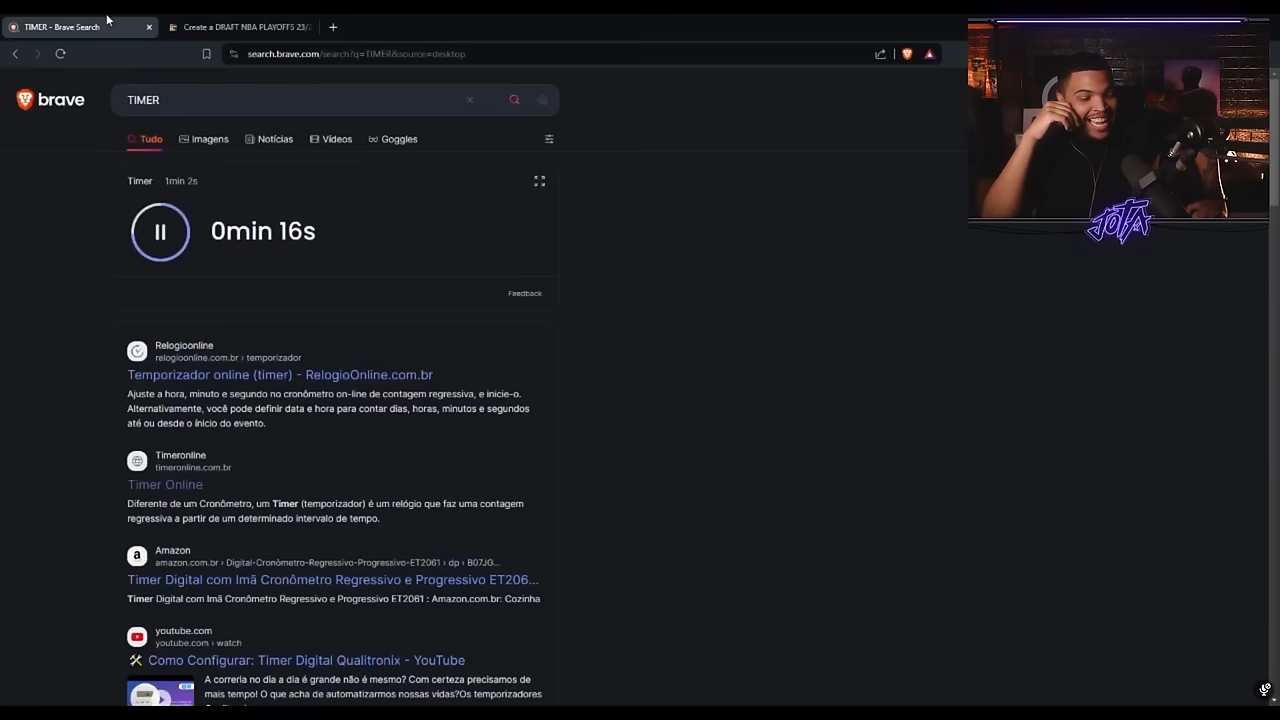 TIMER - Brave Search
Create a DRAFT NBA PLAYOFFS 23/2
search.brave.com/search?q=TIMER&source=desktop
brave
TIMER
Tudo
Imagens
Notícias
Vídeos
Goggles
Timer 1min 2s
0min 16s
Feedback
Relogioonline
relogioonline.com.br › temporizador
Temporizador online (timer) - RelogioOnline.com.br
Ajuste a hora, minuto e segundo no cronômetro on-line de contagem regressiva, e inicie-o.
Alternativamente, você pode definir data e hora para contar dias, horas, minutos e segundos
até ou desde o ínicio do evento.
Timeronline
timeronline.com.br
Timer Online
Diferente de um Cronômetro, um Timer (temporizador) é um relógio que faz uma contagem
regressiva a partir de um determinado intervalo de tempo.
Amazon
amazon.com.br › Digital-Cronômetro-Regressivo-Progressivo-ET2061 › dp › B07JG...
Timer Digital com Imã Cronômetro Regressivo e Progressivo ET206...
Timer Digital com Imã Cronômetro Regressivo e Progressivo ET2061 : Amazon.com.br: Cozinha
youtube.com
youtube.com › watch
🛠 Como Configurar: Timer Digital Qualitronix - YouTube
A correria no dia a dia é grande não é mesmo? Com certeza precisamos de
mais tempo! O que acha de automatizarmos nossas vidas?Os temporizadores
JOTA